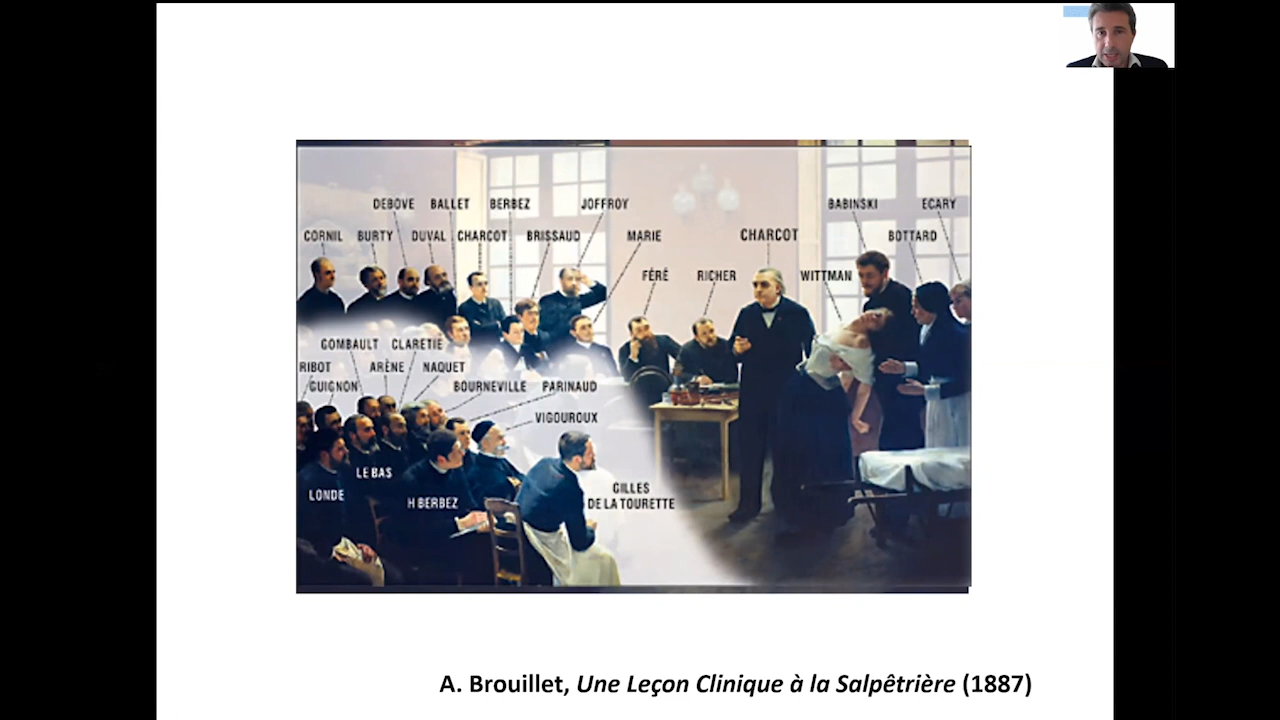 DEBOVE BALLET BERBEZ JOFFROY BABINSKI ECARY
CORNIL BURTY DUVAL CHARCOT BRISSAUD MARIE CHARCOT BOTTARD
FÉRÉ RICHER WITTMAN
GOMBAULT CLARETIE
RIBOT ARÈNE NAQUET
GUIGNON BOURNEVILLE PARINAUD
VIGOUROUX
LE BAS
LONDE H BERBEZ GILLES
DE LA TOURETTE
A. Brouillet, Une Leçon Clinique à la Salpêtrière (1887)